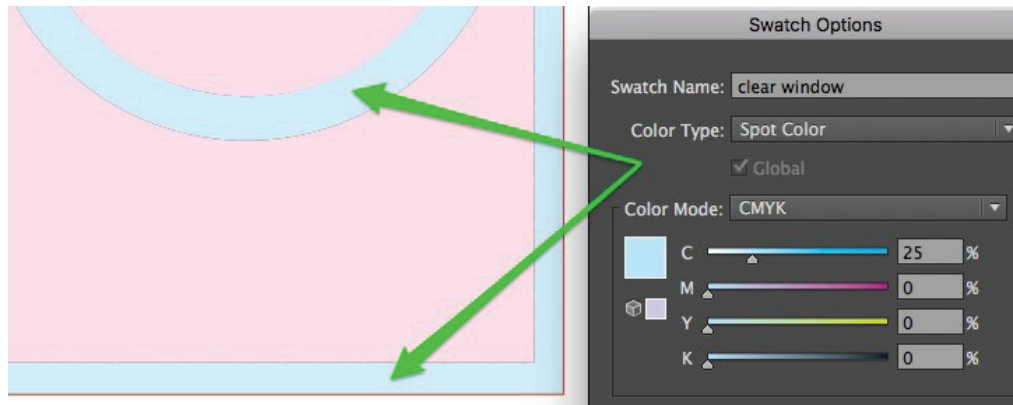 Swatch Options
Swatch Name: clear window
Color Type: Spot Color
Global
Color Mode: CMYK
C 25 %
M 0 %
Y 0 %
K 0 %